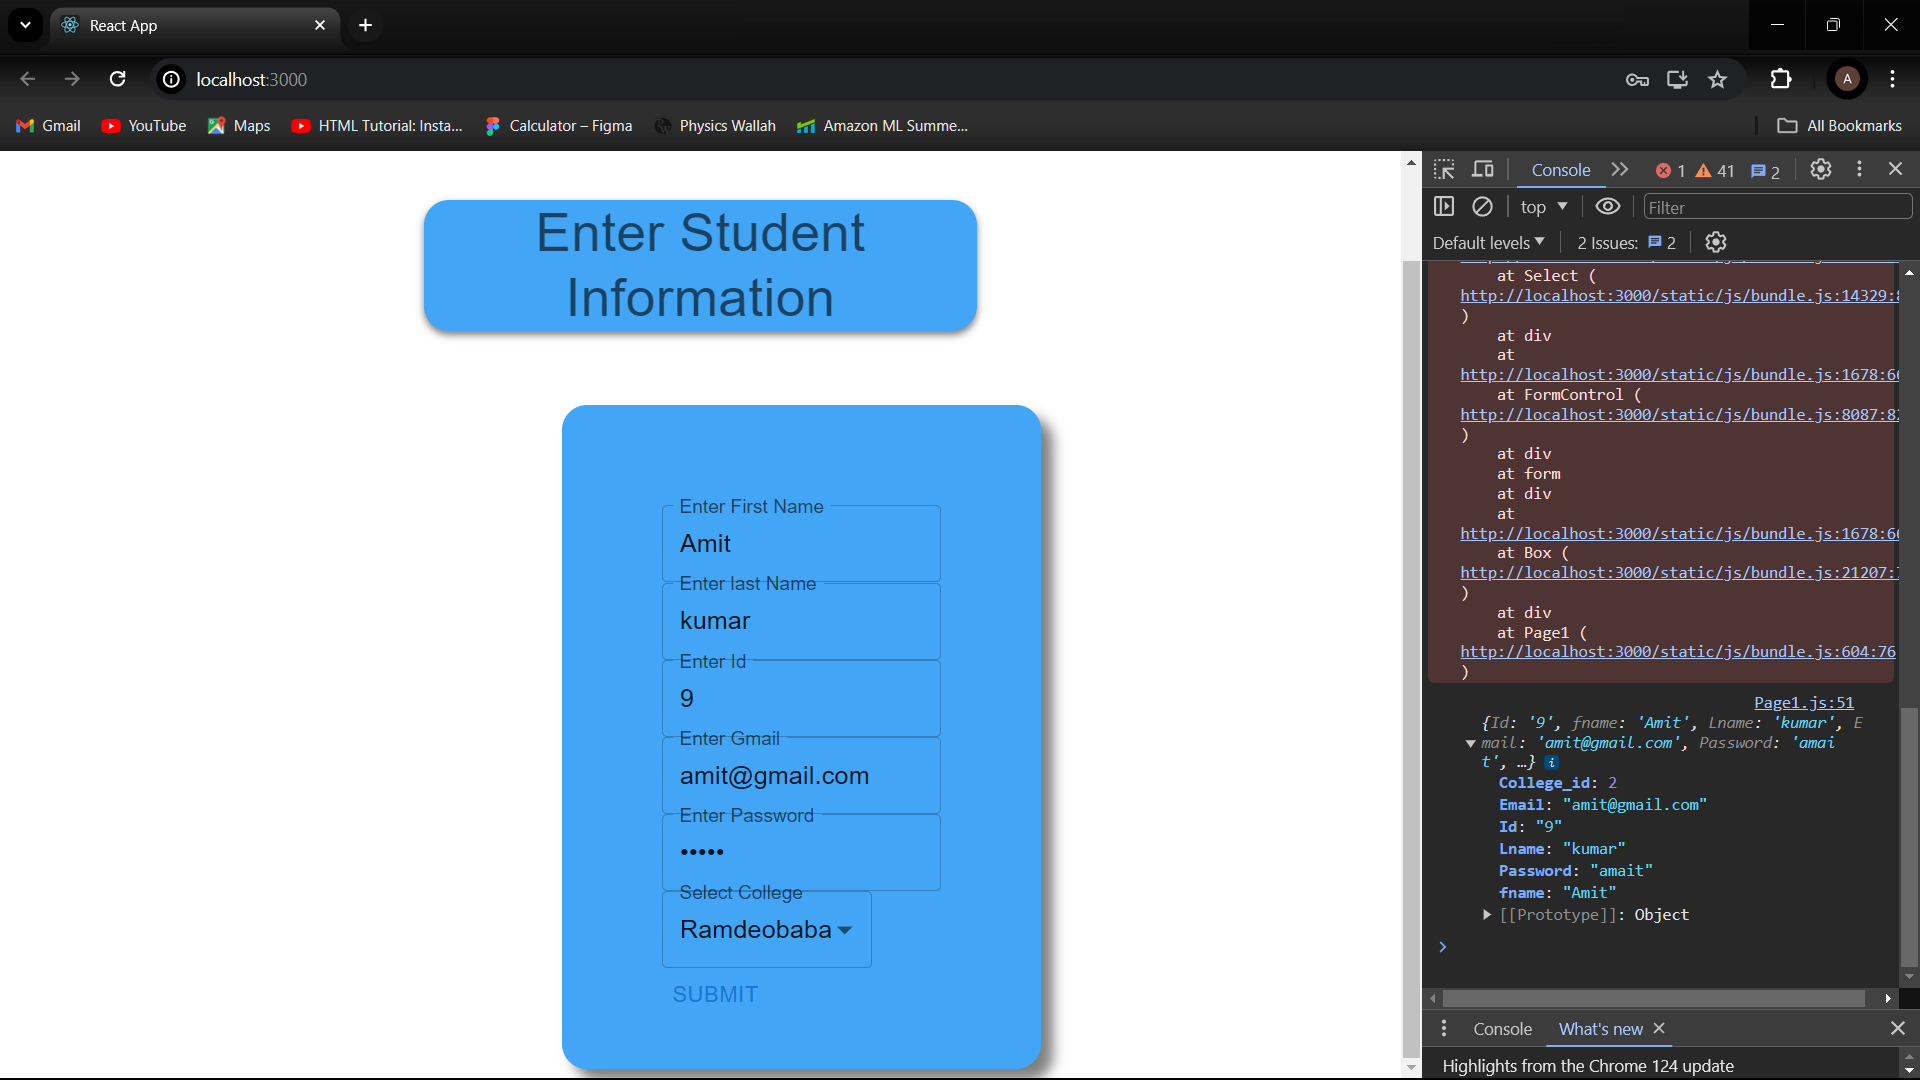 React App
localhost:3000
Gmail
YouTube
Maps
HTML Tutorial: Insta...
Calculator – Figma
Physics Wallah
Amazon ML Summe...
All Bookmarks
A
Enter Student
Information
Enter First Name
Amit
Enter last Name
kumar
Enter Id
9
Enter Gmail
amit@gmail.com
Enter Password
•••••
Select College
Ramdeobaba
SUBMIT
Console
1
41
2
top
Filter
Default levels
2 Issues: 2
at Select (
http://localhost:3000/static/js/bundle.js:14329:
)
at div
at
http://localhost:3000/static/js/bundle.js:1678:6
at FormControl (
http://localhost:3000/static/js/bundle.js:8087:8
)
at div
at form
at div
at
http://localhost:3000/static/js/bundle.js:1678:6
at Box (
http://localhost:3000/static/js/bundle.js:21207:
)
at div
at Page1 (
http://localhost:3000/static/js/bundle.js:604:76
)
Page1.js:51
{Id: '9', fname: 'Amit', Lname: 'kumar', E
mail: 'amit@gmail.com', Password: 'amai
t', …} i
College_id: 2
Email: "amit@gmail.com"
Id: "9"
Lname: "kumar"
Password: "amait"
fname: "Amit"
[[Prototype]]: Object
Console
What's new
Highlights from the Chrome 124 update